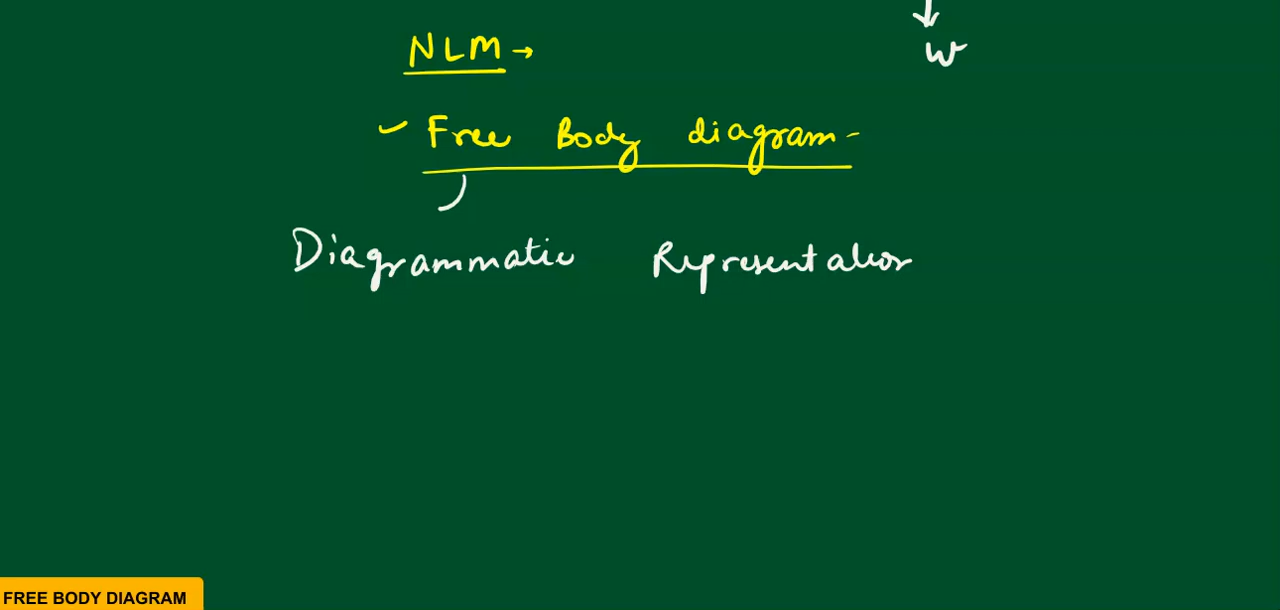 W
NLM →
Free Body diagram -
Diagrammatic Representation
FREE BODY DIAGRAM